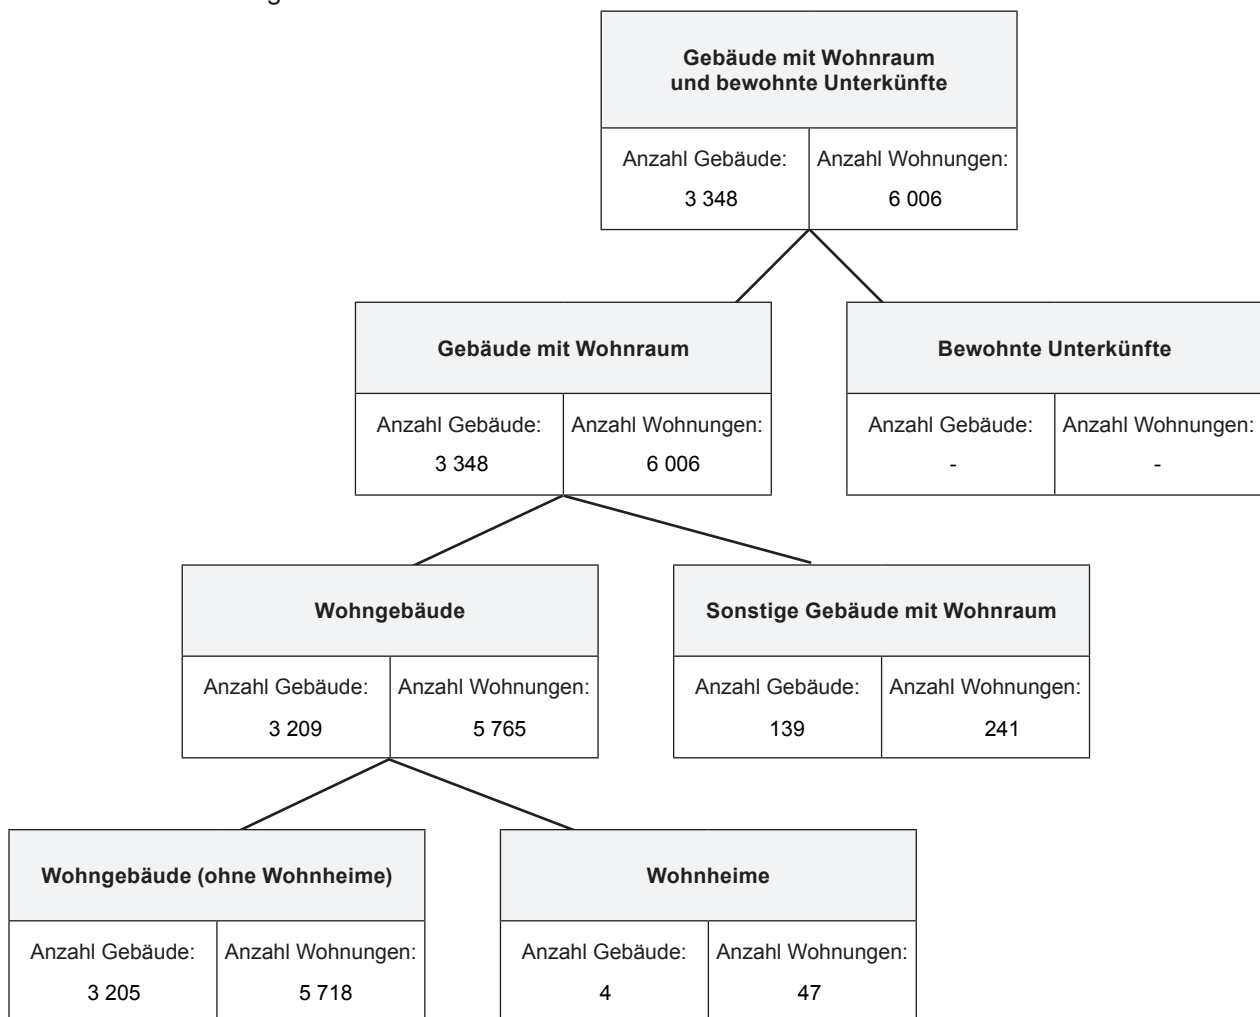 Gebäude mit Wohnraum
und bewohnte Unterkünfte
Anzahl Gebäude: Anzahl Wohnungen:
3 348 6 006
Gebäude mit Wohnraum
Anzahl Gebäude: Anzahl Wohnungen:
3 348 6 006
Bewohnte Unterkünfte
Anzahl Gebäude: Anzahl Wohnungen:
- -
Wohngebäude
Anzahl Gebäude: Anzahl Wohnungen:
3 209 5 765
Sonstige Gebäude mit Wohnraum
Anzahl Gebäude: Anzahl Wohnungen:
139 241
Wohngebäude (ohne Wohnheime)
Anzahl Gebäude: Anzahl Wohnungen:
3 205 5 718
Wohnheime
Anzahl Gebäude: Anzahl Wohnungen:
4 47